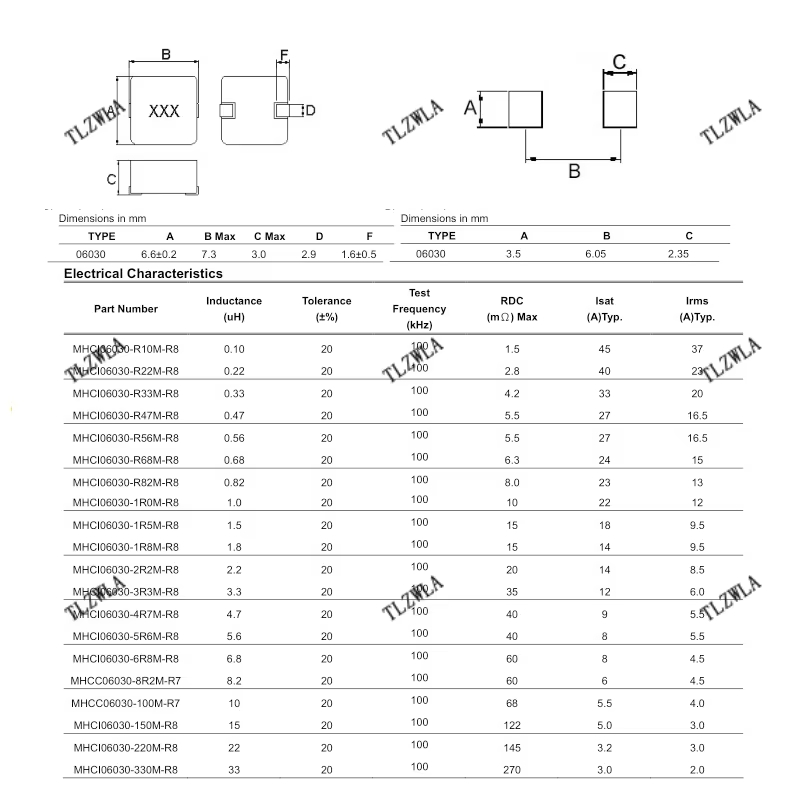 B
F
A
XXX
D
C
C
A
B
TLZWLA
TLZWLA
TLZWLA
Dimensions in mm
TYPE A B Max C Max D F
06030 6.6±0.2 7.3 3.0 2.9 1.6±0.5
Dimensions in mm
TYPE A B C
06030 3.5 6.05 2.35
Electrical Characteristics
Part Number Inductance (uH) Tolerance (±%) Test Frequency (kHz) RDC (mΩ) Max Isat (A)Typ. Irms (A)Typ.
MHCI06030-R10M-R8 0.10 20 100 1.5 45 37
TLZWLA TLZWLA TLZWLA
MHCI06030-R22M-R8 0.22 20 100 2.8 40 23
MHCI06030-R33M-R8 0.33 20 100 4.2 33 20
MHCI06030-R47M-R8 0.47 20 100 5.5 27 16.5
MHCI06030-R56M-R8 0.56 20 100 5.5 27 16.5
MHCI06030-R68M-R8 0.68 20 100 6.3 24 15
MHCI06030-R82M-R8 0.82 20 100 8.0 23 13
MHCI06030-1R0M-R8 1.0 20 100 10 22 12
MHCI06030-1R5M-R8 1.5 20 100 15 18 9.5
MHCI06030-1R8M-R8 1.8 20 100 15 14 9.5
MHCI06030-2R2M-R8 2.2 20 100 20 14 8.5
MHCI06030-3R3M-R8 3.3 20 100 35 12 6.0
TLZWLA TLZWLA TLZWLA
MHCI06030-4R7M-R8 4.7 20 100 40 9 5.5
MHCI06030-5R6M-R8 5.6 20 100 40 8 5.5
MHCI06030-6R8M-R8 6.8 20 100 60 8 4.5
MHCC06030-8R2M-R7 8.2 20 100 60 6 4.5
MHCC06030-100M-R7 10 20 100 68 5.5 4.0
MHCI06030-150M-R8 15 20 100 122 5.0 3.0
MHCI06030-220M-R8 22 20 100 145 3.2 3.0
MHCI06030-330M-R8 33 20 100 270 3.0 2.0